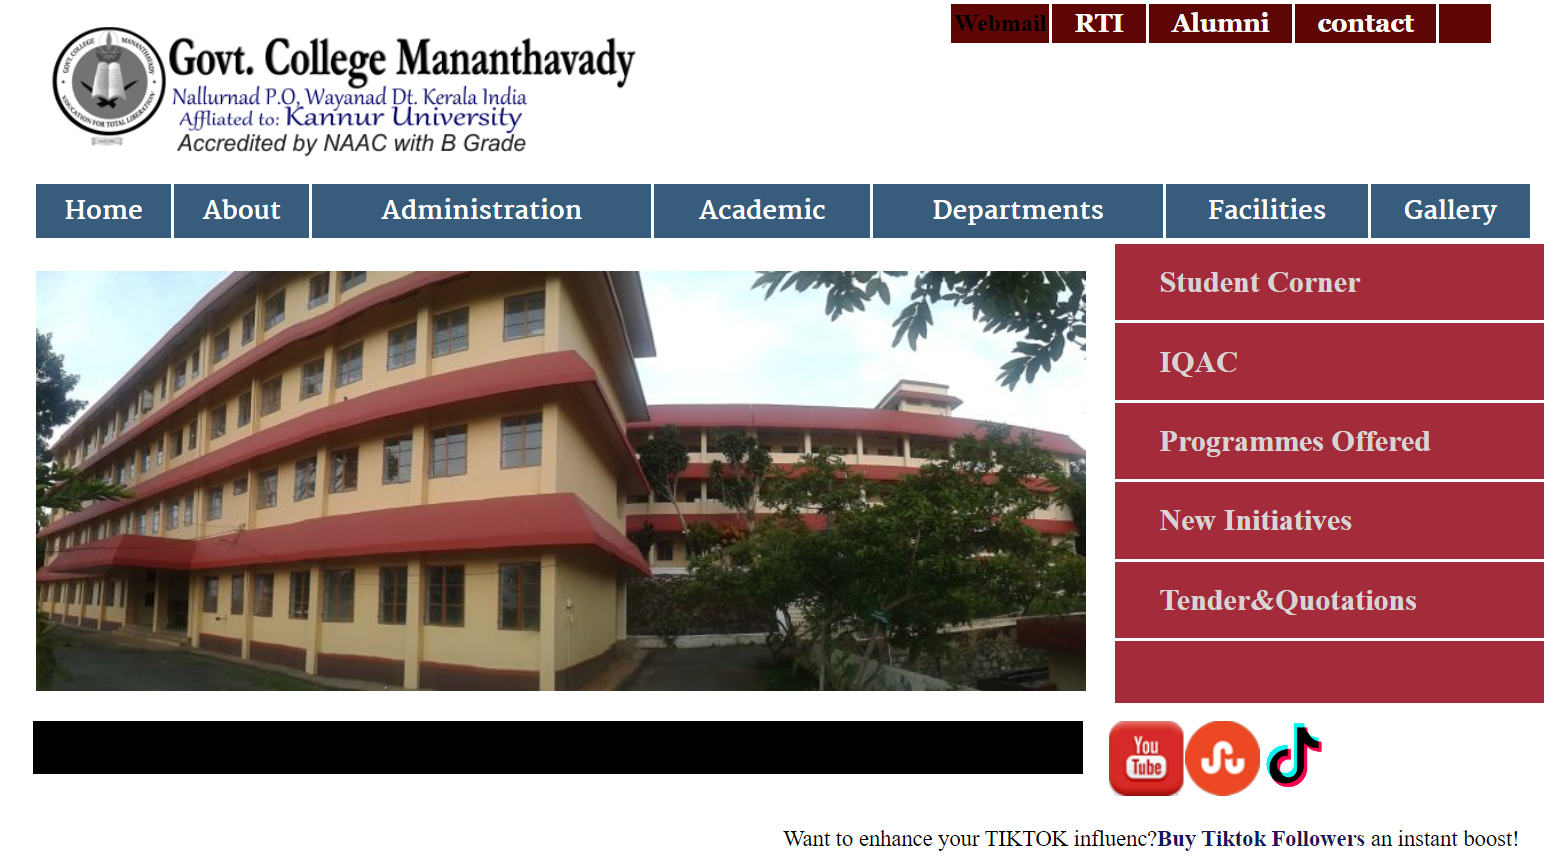 Webmail RTI Alumni contact
Govt. College Mananthavady
Nallurnad P.O, Wayanad Dt. Kerala India
Affliated to: Kannur University
Accredited by NAAC with B Grade
GOVT. COLLEGE MANANTHAVADY
EDUCATION FOR TOTAL LIBERATION
Home About Administration Academic Departments Facilities Gallery
Student Corner
IQAC
Programmes Offered
New Initiatives
Tender&Quotations
You
Tube
Want to enhance your TIKTOK influenc?Buy Tiktok Followers an instant boost!